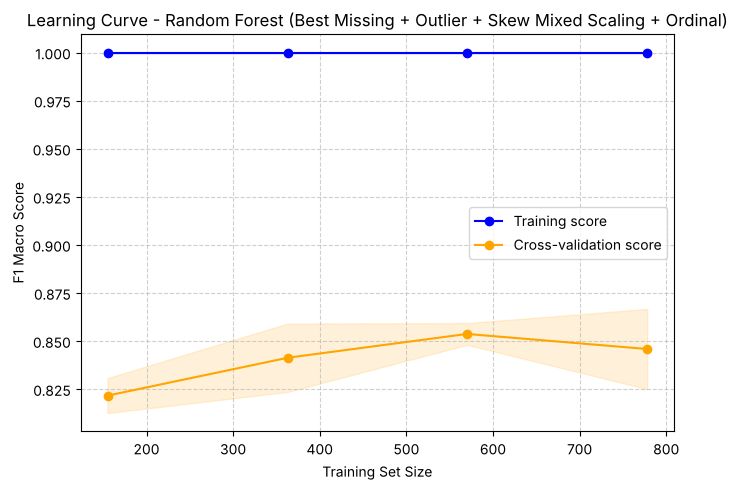 Learning Curve - Random Forest (Best Missing + Outlier + Skew Mixed Scaling + Ordinal)
1.000
0.975
0.950
0.925
0.900
0.875
0.850
0.825
F1 Macro Score
Training score
Cross-validation score
200 300 400 500 600 700 800
Training Set Size